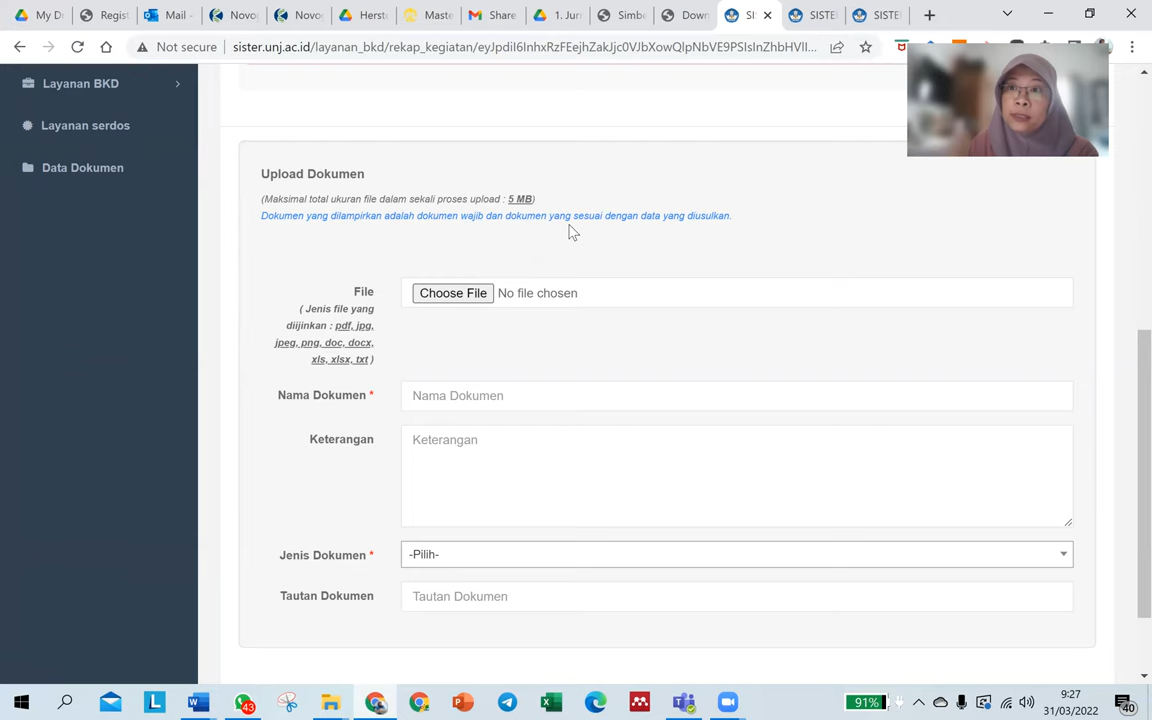 My Dr
Regist
Mail -
Novo
Novo
Herst
Maste
Share
1. Jur
Simbe
Down
SIS
SISTE
SISTE
Not secure
sister.unj.ac.id/layanan_bkd/rekap_kegiatan/
Layanan BKD
Layanan serdos
Data Dokumen
Upload Dokumen
(Maksimal total ukuran file dalam sekali proses upload : 5 MB)
Dokumen yang dilampirkan adalah dokumen wajib dan dokumen yang sesuai dengan data yang diusulkan.
File
Choose File No file chosen
( Jenis file yang
diijinkan : pdf, jpg,
jpeg, png, doc, docx,
xls, xlsx, txt )
Nama Dokumen *
Nama Dokumen
Keterangan
Keterangan
Jenis Dokumen *
-Pilih-
Tautan Dokumen
Tautan Dokumen
43
91%
9:27
31/03/2022
40